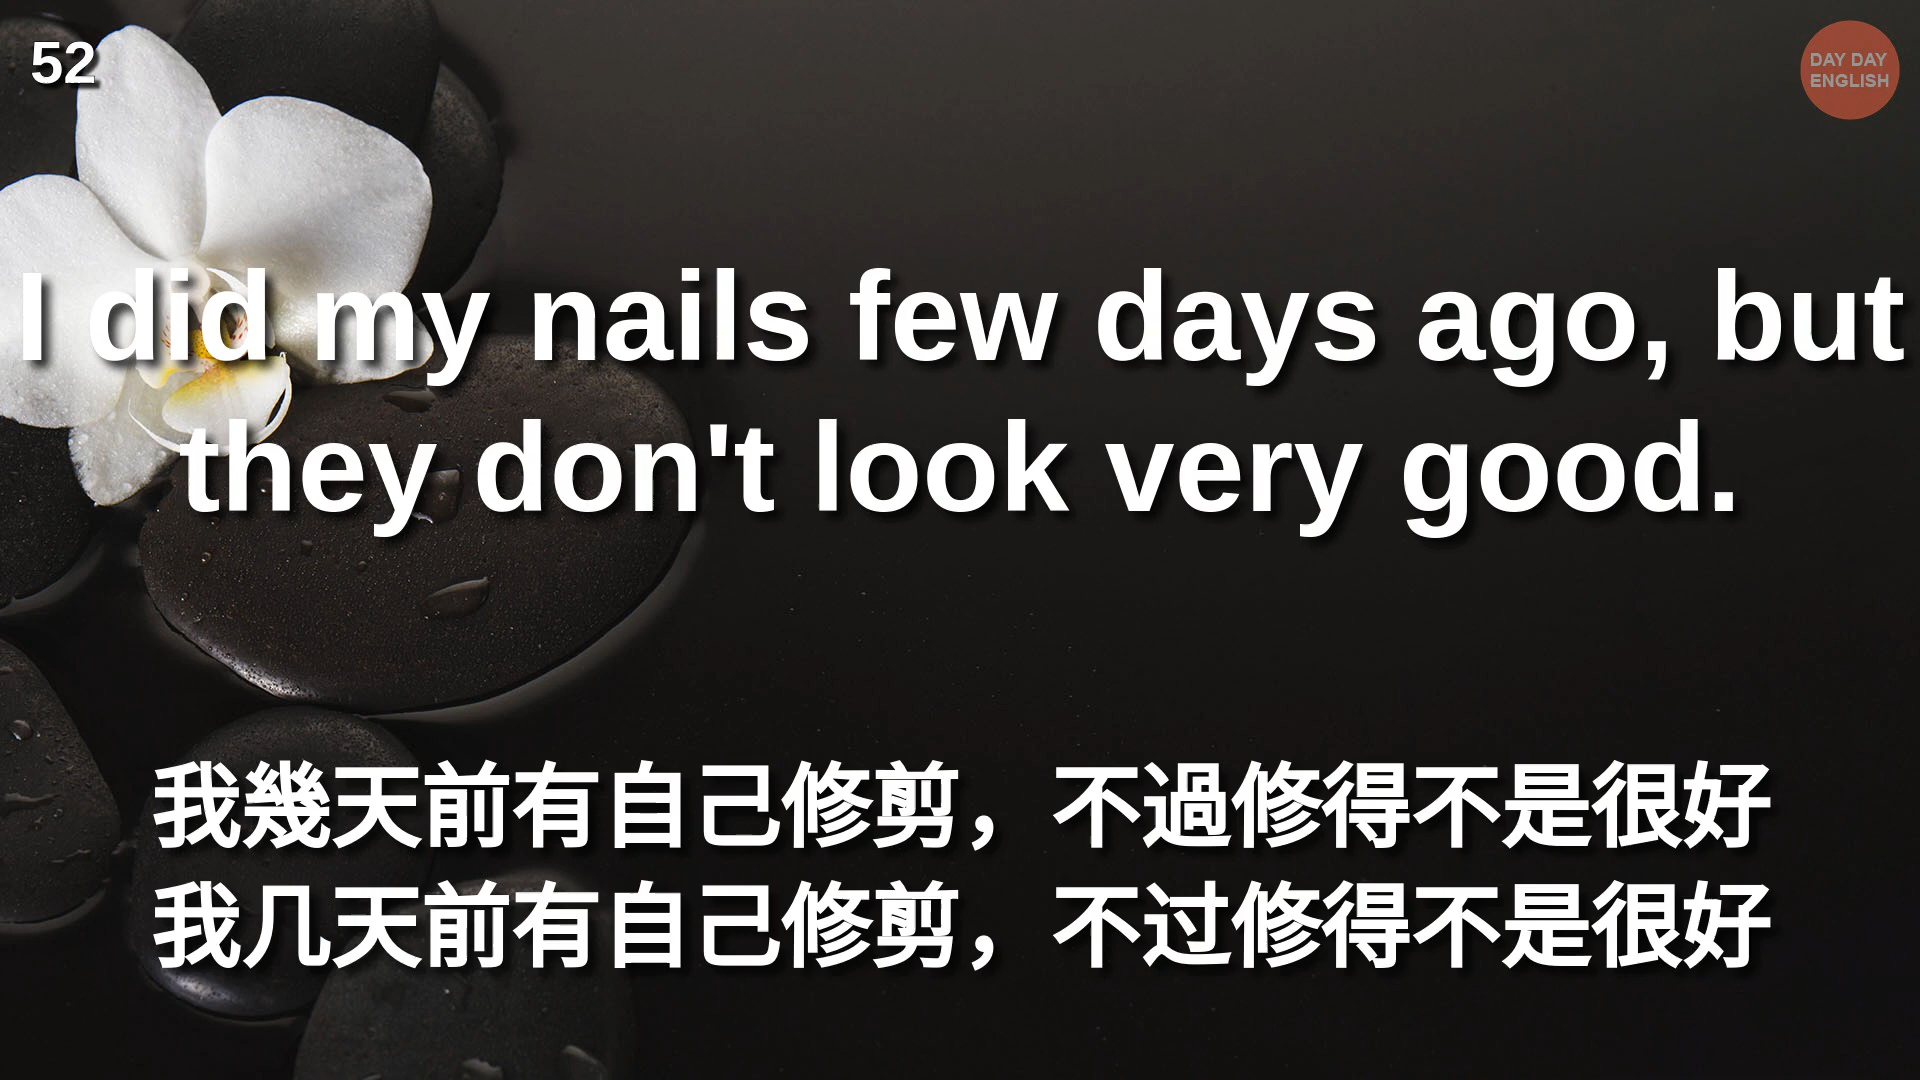 52
DAY DAY
ENGLISH
I did my nails few days ago, but
they don't look very good.
我幾天前有自己修剪，不過修得不是很好
我几天前有自己修剪，不过修得不是很好